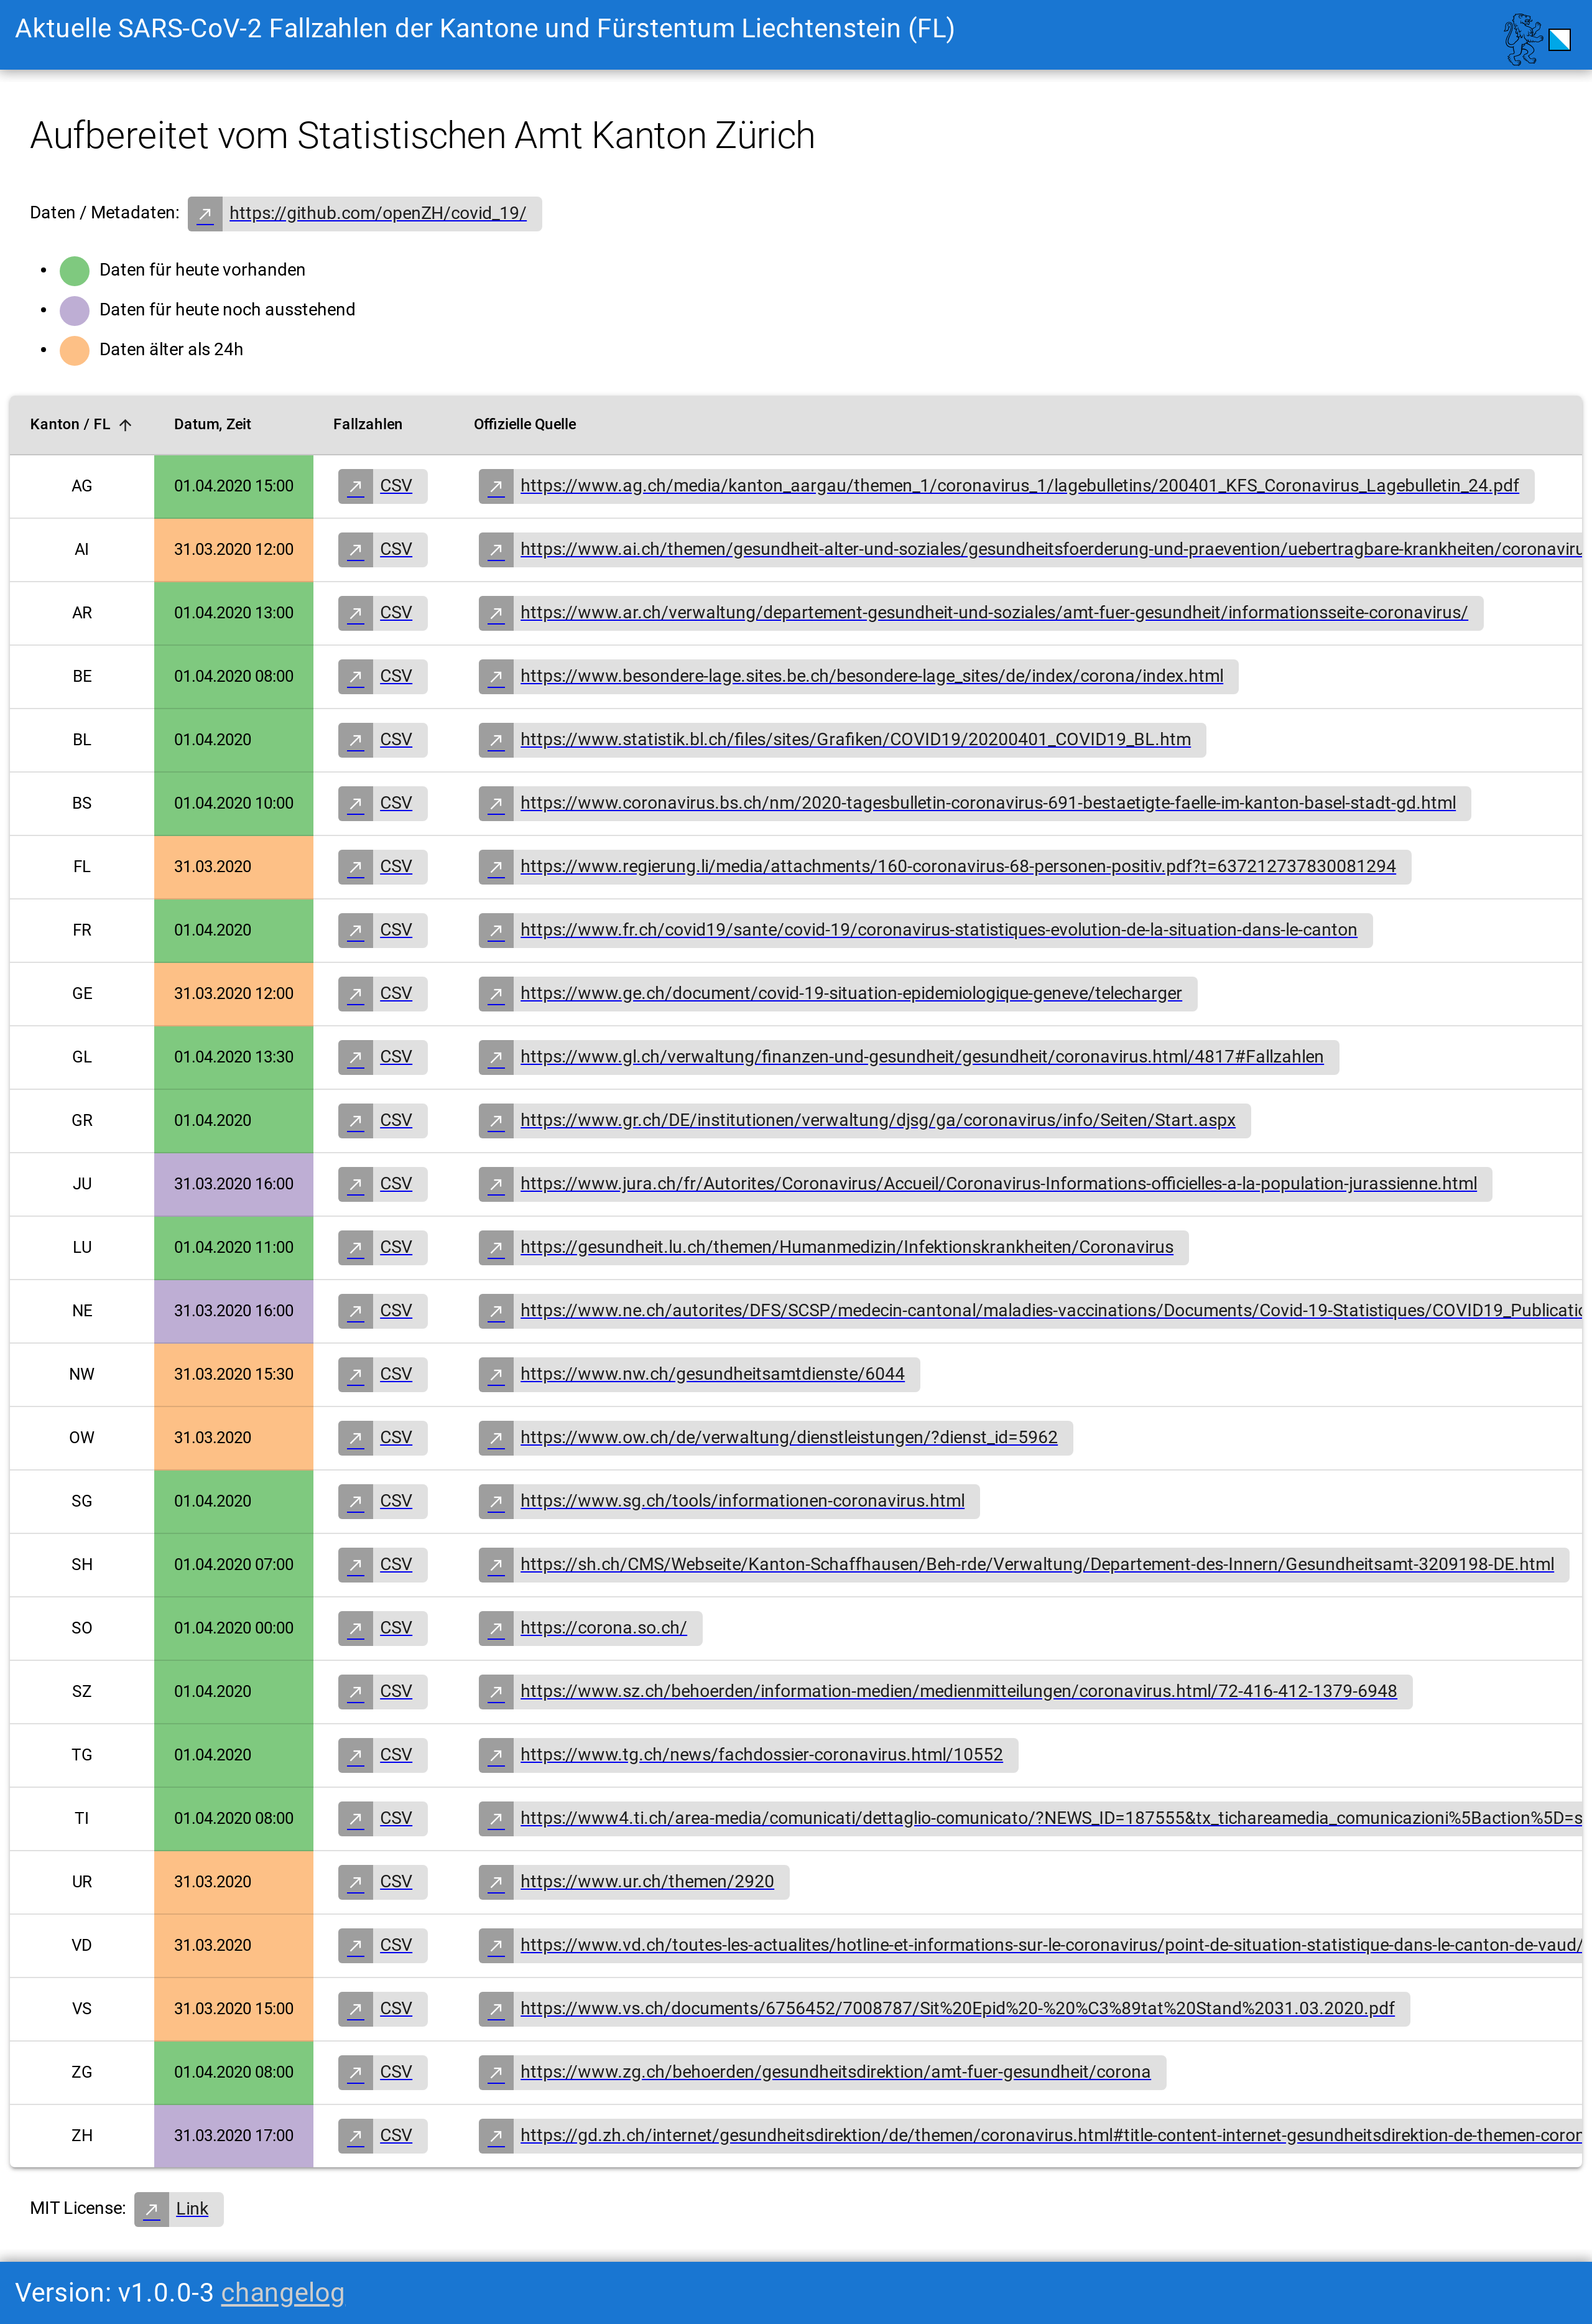 Aktuelle SARS-CoV-2 Fallzahlen der Kantone und Fürstentum Liechtenstein (FL)
Aufbereitet vom Statistischen Amt Kanton Zürich
Daten / Metadaten: https://github.com/openZH/covid_19/
Daten für heute vorhanden
Daten für heute noch ausstehend
Daten älter als 24h
Kanton / FL Datum, Zeit Fallzahlen Offizielle Quelle
AG 01.04.2020 15:00 CSV https://www.ag.ch/media/kanton_aargau/themen_1/coronavirus_1/lagebulletins/200401_KFS_Coronavirus_Lagebulletin_24.pdf
AI 31.03.2020 12:00 CSV https://www.ai.ch/themen/gesundheit-alter-und-soziales/gesundheitsfoerderung-und-praevention/uebertragbare-krankheiten/coronaviru
AR 01.04.2020 13:00 CSV https://www.ar.ch/verwaltung/departement-gesundheit-und-soziales/amt-fuer-gesundheit/informationsseite-coronavirus/
BE 01.04.2020 08:00 CSV https://www.besondere-lage.sites.be.ch/besondere-lage_sites/de/index/corona/index.html
BL 01.04.2020 CSV https://www.statistik.bl.ch/files/sites/Grafiken/COVID19/20200401_COVID19_BL.htm
BS 01.04.2020 10:00 CSV https://www.coronavirus.bs.ch/nm/2020-tagesbulletin-coronavirus-691-bestaetigte-faelle-im-kanton-basel-stadt-gd.html
FL 31.03.2020 CSV https://www.regierung.li/media/attachments/160-coronavirus-68-personen-positiv.pdf?t=637212737830081294
FR 01.04.2020 CSV https://www.fr.ch/covid19/sante/covid-19/coronavirus-statistiques-evolution-de-la-situation-dans-le-canton
GE 31.03.2020 12:00 CSV https://www.ge.ch/document/covid-19-situation-epidemiologique-geneve/telecharger
GL 01.04.2020 13:30 CSV https://www.gl.ch/verwaltung/finanzen-und-gesundheit/gesundheit/coronavirus.html/4817#Fallzahlen
GR 01.04.2020 CSV https://www.gr.ch/DE/institutionen/verwaltung/djsg/ga/coronavirus/info/Seiten/Start.aspx
JU 31.03.2020 16:00 CSV https://www.jura.ch/fr/Autorites/Coronavirus/Accueil/Coronavirus-Informations-officielles-a-la-population-jurassienne.html
LU 01.04.2020 11:00 CSV https://gesundheit.lu.ch/themen/Humanmedizin/Infektionskrankheiten/Coronavirus
NE 31.03.2020 16:00 CSV https://www.ne.ch/autorites/DFS/SCSP/medecin-cantonal/maladies-vaccinations/Documents/Covid-19-Statistiques/COVID19_Publicatio
NW 31.03.2020 15:30 CSV https://www.nw.ch/gesundheitsamtdienste/6044
OW 31.03.2020 CSV https://www.ow.ch/de/verwaltung/dienstleistungen/?dienst_id=5962
SG 01.04.2020 CSV https://www.sg.ch/tools/informationen-coronavirus.html
SH 01.04.2020 07:00 CSV https://sh.ch/CMS/Webseite/Kanton-Schaffhausen/Beh-rde/Verwaltung/Departement-des-Innern/Gesundheitsamt-3209198-DE.html
SO 01.04.2020 00:00 CSV https://corona.so.ch/
SZ 01.04.2020 CSV https://www.sz.ch/behoerden/information-medien/medienmitteilungen/coronavirus.html/72-416-412-1379-6948
TG 01.04.2020 CSV https://www.tg.ch/news/fachdossier-coronavirus.html/10552
TI 01.04.2020 08:00 CSV https://www4.ti.ch/area-media/comunicati/dettaglio-comunicato/?NEWS_ID=187555&tx_tichareamedia_comunicazioni%5Baction%5D=s
UR 31.03.2020 CSV https://www.ur.ch/themen/2920
VD 31.03.2020 CSV https://www.vd.ch/toutes-les-actualites/hotline-et-informations-sur-le-coronavirus/point-de-situation-statistique-dans-le-canton-de-vaud/
VS 31.03.2020 15:00 CSV https://www.vs.ch/documents/6756452/7008787/Sit%20Epid%20-%20%C3%89tat%20Stand%2031.03.2020.pdf
ZG 01.04.2020 08:00 CSV https://www.zg.ch/behoerden/gesundheitsdirektion/amt-fuer-gesundheit/corona
ZH 31.03.2020 17:00 CSV https://gd.zh.ch/internet/gesundheitsdirektion/de/themen/coronavirus.html#title-content-internet-gesundheitsdirektion-de-themen-coron
MIT License: Link
Version: v1.0.0-3 changelog